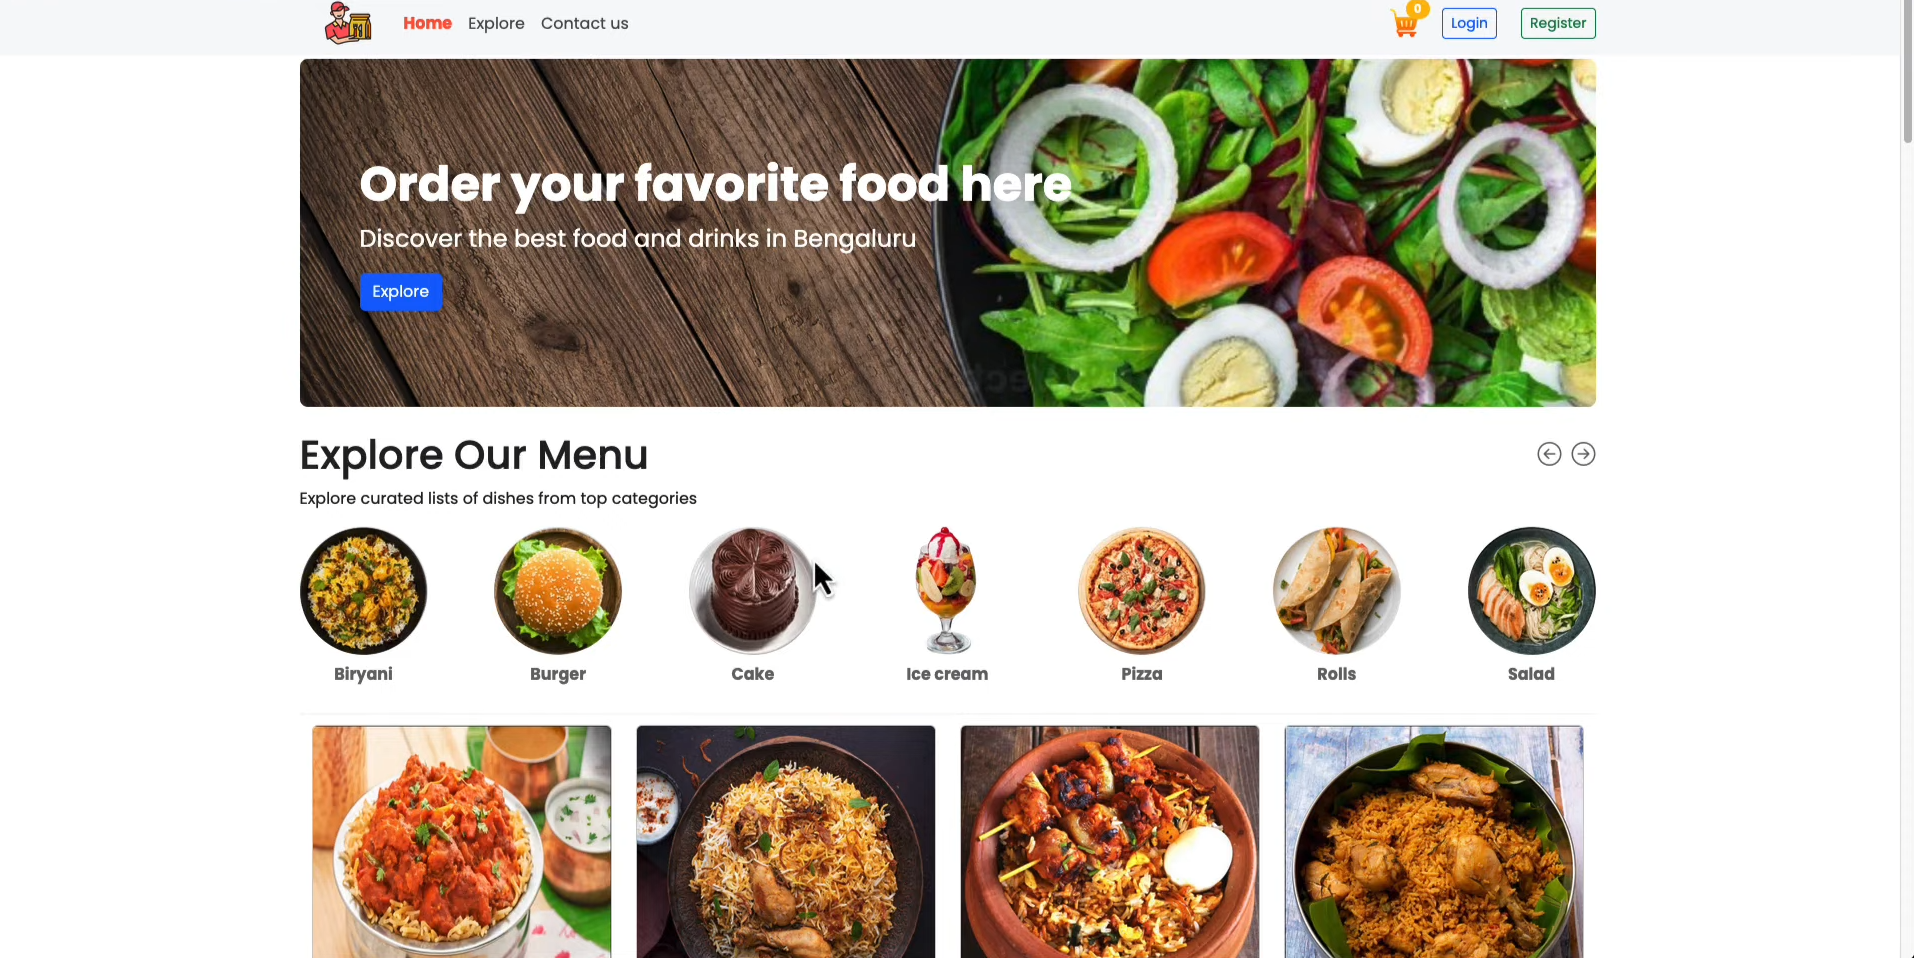 Home Explore Contact us
0
Login Register
Order your favorite food here
Discover the best food and drinks in Bengaluru
Explore
Explore Our Menu
Explore curated lists of dishes from top categories
Biryani Burger Cake Ice cream Pizza Rolls Salad